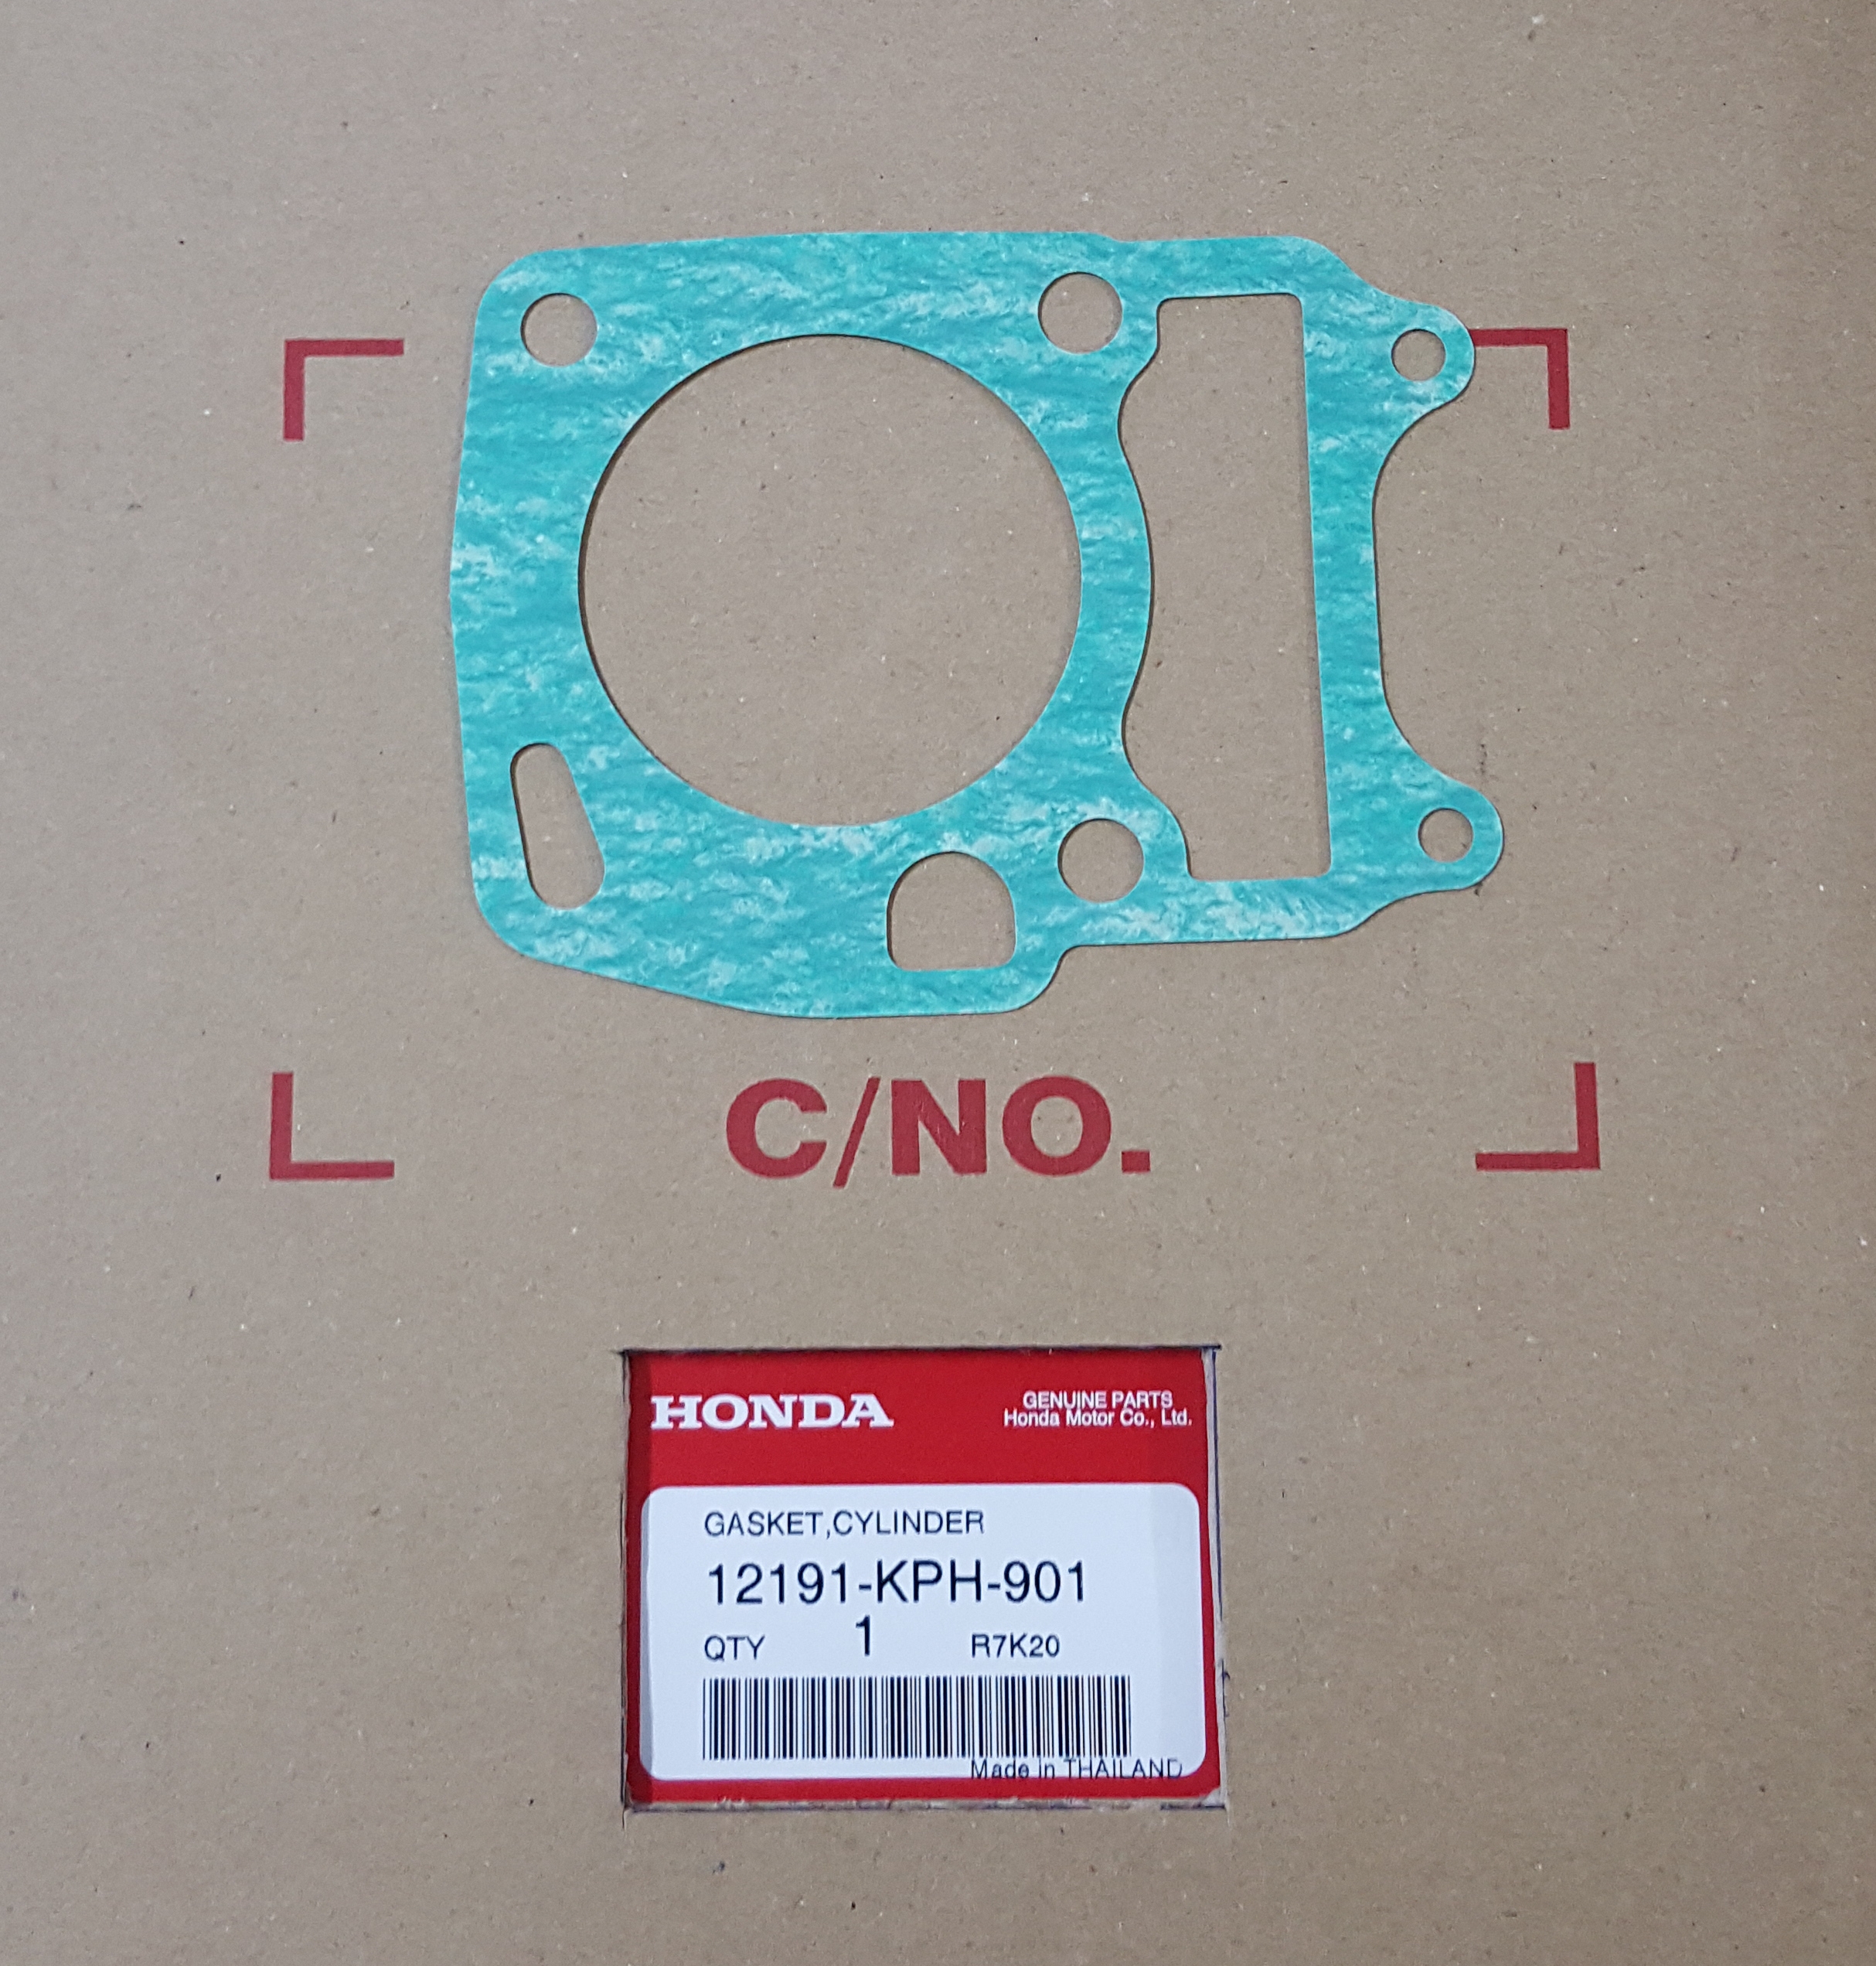 C/NO.
HONDA
GENUINE PARTS
Honda Motor Co., Ltd.
GASKET,CYLINDER
12191-KPH-901
QTY 1 R7K20
Made in THAILAND